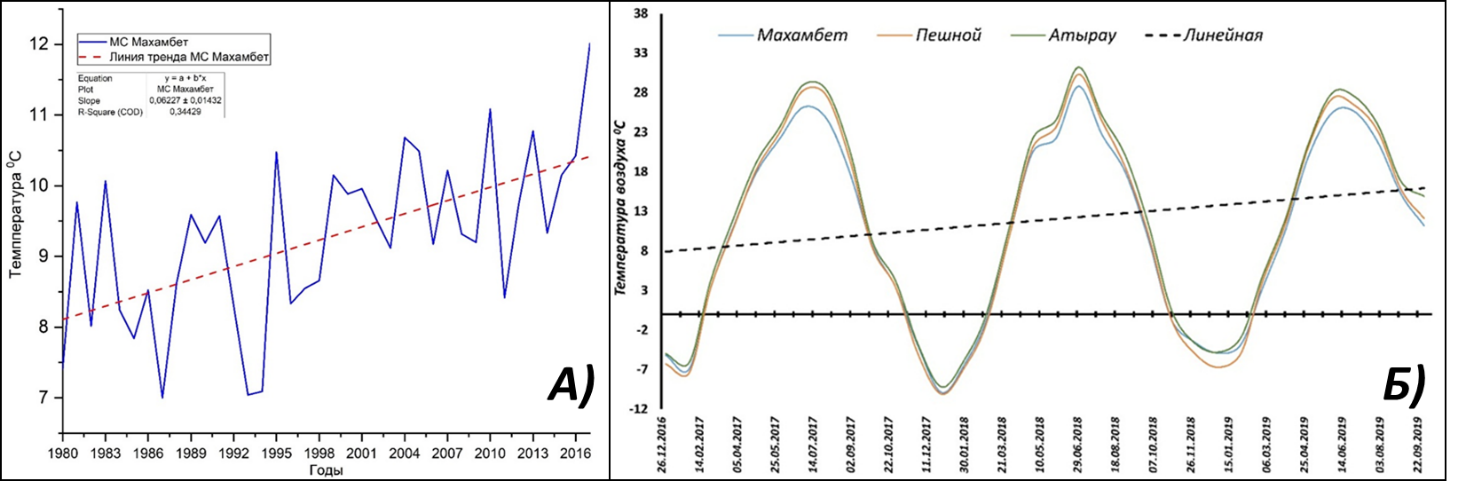 МС Махамбет
Линия тренда МС Махамбет
Equation y = a + b*x
Plot МС Махамбет
Slope 0,06227 ± 0,01432
R-Square (COD) 0,34429
Темппература ⁰С
12
11
10
9
8
7
1980 1983 1986 1989 1992 1995 1998 2001 2004 2007 2010 2013 2016
Годы
А)
Махамбет Пешной Атырау Линейная
Температура воздуха ⁰С
38
33
28
23
18
13
8
3
-2
-7
-12
26.12.2016 14.02.2017 05.04.2017 25.05.2017 14.07.2017 02.09.2017 22.10.2017 11.12.2017 30.01.2018 21.03.2018 10.05.2018 29.06.2018 18.08.2018 07.10.2018 26.11.2018 15.01.2019 06.03.2019 25.04.2019 14.06.2019 03.08.2019 22.09.2019
Б)